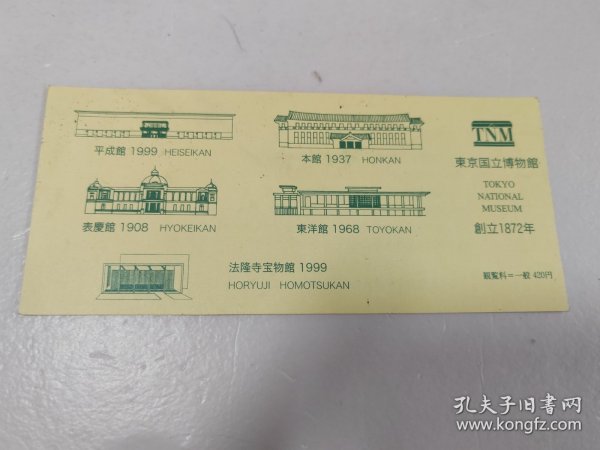 平成館 1999 HEISEIKAN
本館 1937 HONKAN
表慶館 1908 HYOKEIKAN
東洋館 1968 TOYOKAN
法隆寺宝物館 1999
HORYUJI HOMOTSUKAN
TNM
東京国立博物館
TOKYO
NATIONAL
MUSEUM
創立1872年
観覧料=一般 420円
孔夫子旧书网
www.kongfz.com